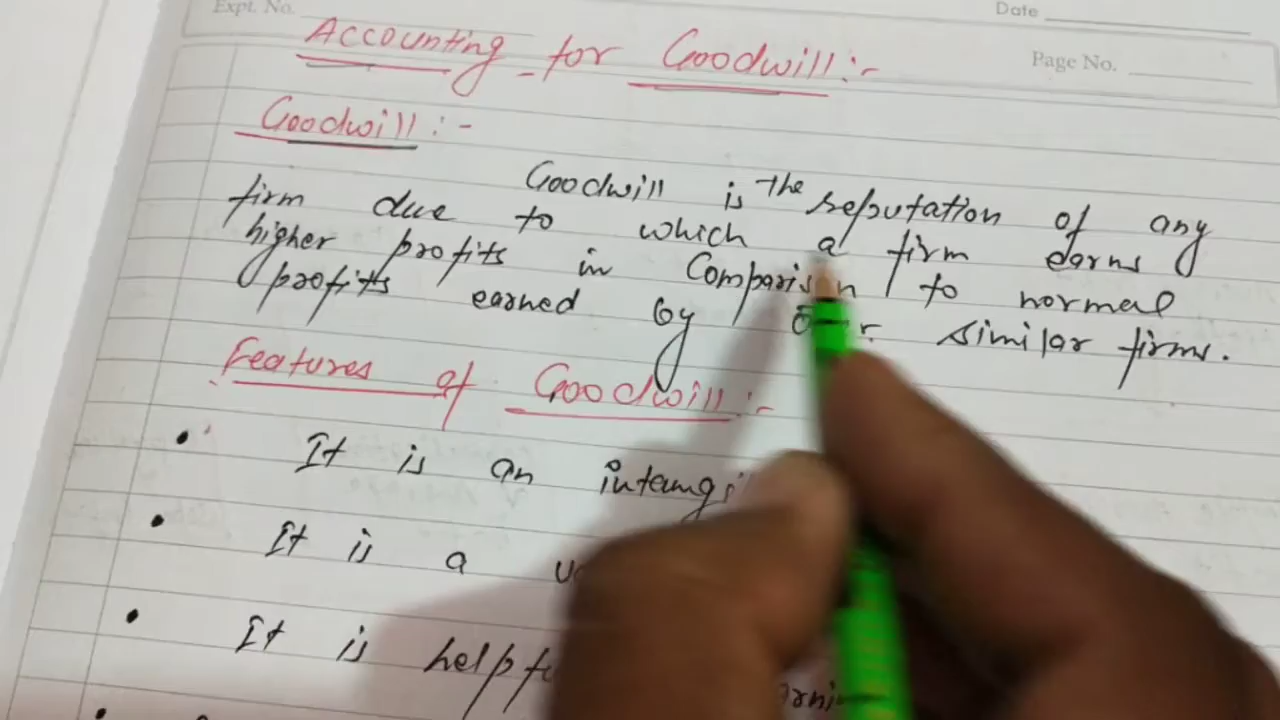 Expt. No.
Date
Page No.
Accounting for Goodwill :-
Goodwill :-
Goodwill is the reputation of any
firm due to which a firm earns
higher profits in Comparison to normal
profits earned by similar firms.
Features of Goodwill :-
• It is an
• It is a
• It is